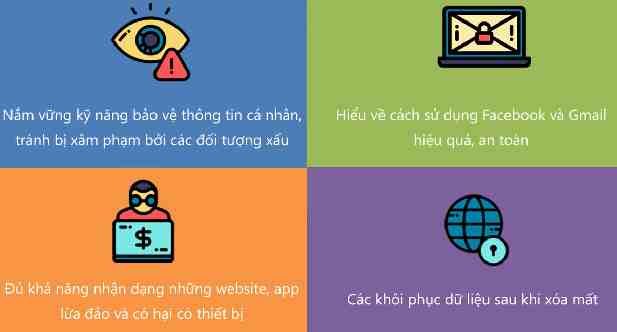 Nắm vững kỹ năng bảo vệ thông tin cá nhân,
tránh bị xâm phạm bởi các đối tượng xấu
Hiểu về cách sử dụng Facebook và Gmail
hiệu quả, an toàn
$
Đủ khả năng nhận dạng những website, app
lừa đảo và có hại có thiết bị
Các khôi phục dữ liệu sau khi xóa mất